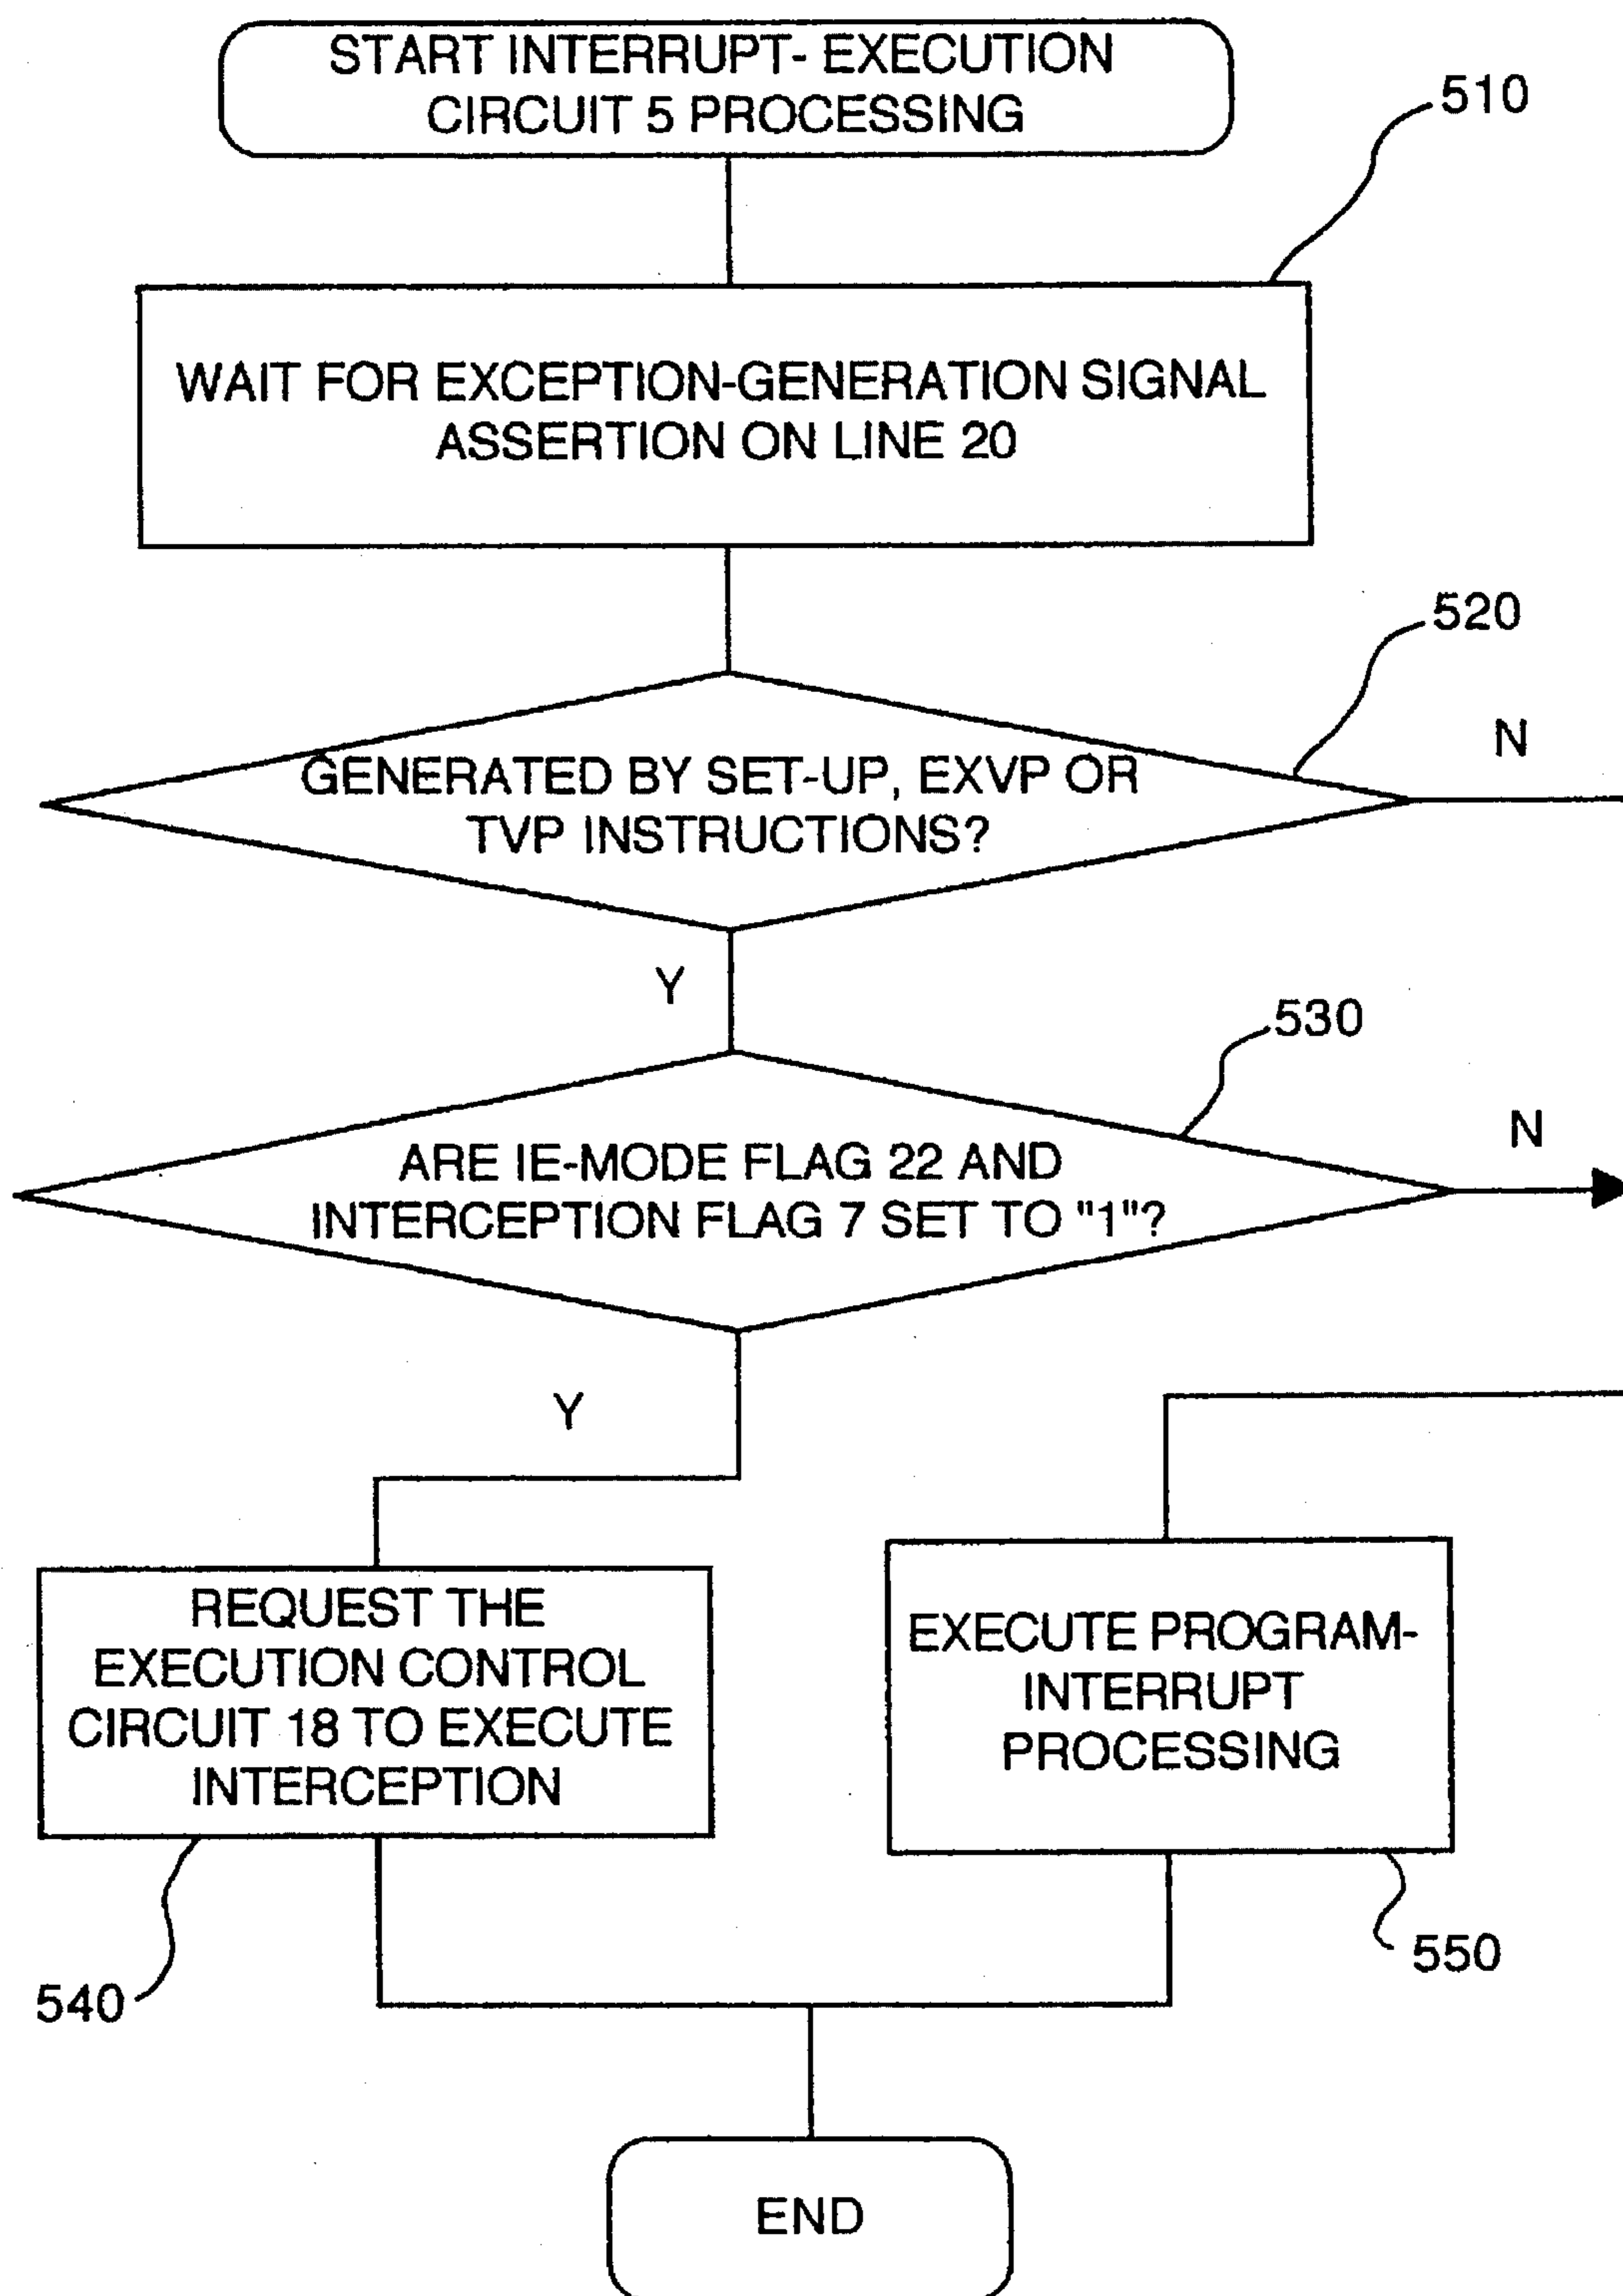 START INTERRUPT- EXECUTION
CIRCUIT 5 PROCESSING
510
WAIT FOR EXCEPTION-GENERATION SIGNAL
ASSERTION ON LINE 20
520
N
GENERATED BY SET-UP, EXVP OR
TVP INSTRUCTIONS?
Y
530
N
ARE IE-MODE FLAG 22 AND
INTERCEPTION FLAG 7 SET TO "1"?
Y
REQUEST THE
EXECUTION CONTROL
CIRCUIT 18 TO EXECUTE
INTERCEPTION
EXECUTE PROGRAM-
INTERRUPT
PROCESSING
540
550
END